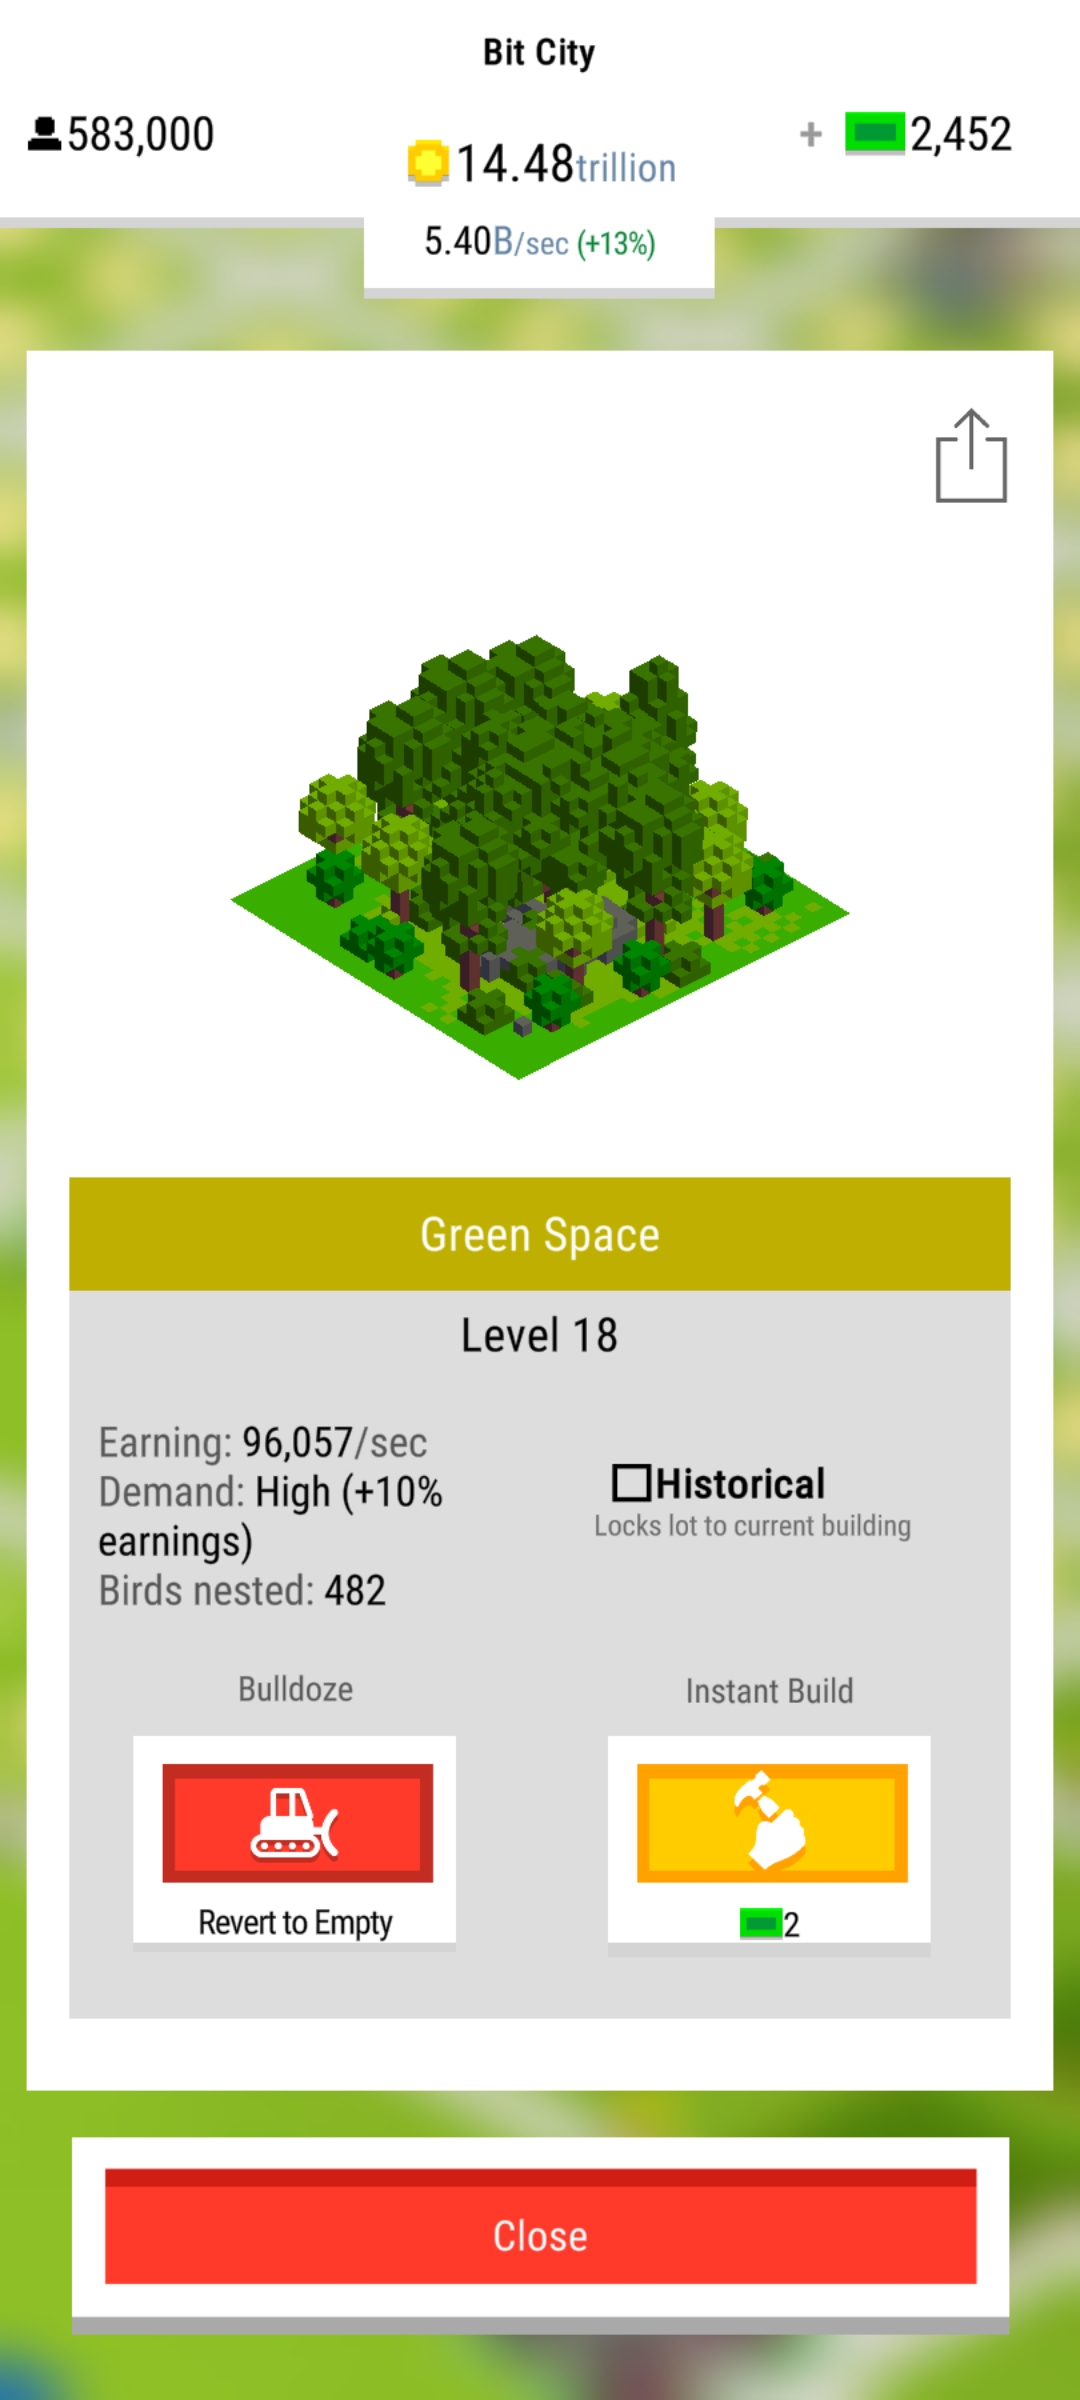 Bit City
583,000
+ 2,452
14.48trillion
5.40B/sec (+13%)
Green Space
Level 18
Earning: 96,057/sec
Demand: High (+10%
earnings)
Birds nested: 482
Historical
Locks lot to current building
Bulldoze
Instant Build
Revert to Empty
2
Close